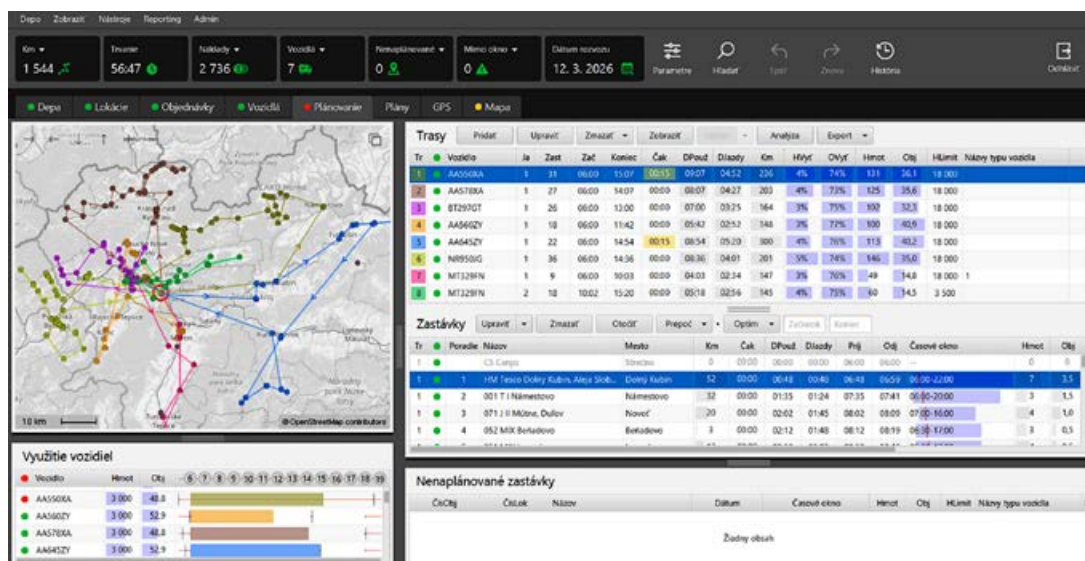 Depo Zobraziť Nástroje Reporting Admin
Km Trvanie Náklady Vozidlá Nenaplánované Mimo okno Dátum rozvozu
1 544 56:47 2 736 7 0 0 12. 3. 2026
Parametre Hľadať Späť Znovu História Odhlásiť
Depa Lokácie Objednávky Vozidlá Plánovanie Plány GPS Mapa
Trasy Pridať Upraviť Zmazať Zobraziť Analýza Export
Tr Vozidlo Ja Zast Zač Koniec Čak DPouž DJazdy Km HVyť OVyť Hmot Obj HLimit Názvy typu vozidla
1 AA550XA 1 31 06:00 15:07 00:15 09:07 04:52 236 4% 74% 131 36,1 18 000
2 AA578XA 1 27 06:00 14:07 00:00 08:07 04:27 203 4% 73% 125 35,6 18 000
3 BT297GT 1 26 06:00 13:00 00:00 07:00 03:25 164 3% 75% 102 32,3 18 000
4 AA560ZY 1 18 06:00 11:42 00:00 05:42 02:52 148 3% 77% 100 40,9 18 000
5 AA645ZY 1 22 06:00 14:54 00:15 08:54 05:20 300 4% 76% 113 40,2 18 000
6 NR950JG 1 36 06:00 14:36 00:00 08:36 04:01 201 5% 74% 146 35,0 18 000
7 MT329FN 1 9 06:00 10:03 00:00 04:03 02:34 147 3% 76% 49 14,8 18 000 1
8 MT329FN 2 18 10:02 15:20 00:00 05:18 02:56 145 4% 75% 60 14,5 3 500
Zastávky Upraviť Zmazať Otočiť Prepoč Optim Začiatok Koniec
Tr Poradie Názov Mesto Km Čak DPouž DJazdy Príj Odj Časové okno Hmot Obj
1 CS Cargo Strečno 0 00:00 00:00 00:00 06:00 06:00 -- 0 0
1 1 HM Tesco Dolný Kubín, Aleja Slob... Dolný Kubín 52 00:00 00:48 00:48 06:48 06:59 06:00-22:00 7 3,5
1 2 001 T I Námestovo Námestovo 32 00:00 01:35 01:24 07:35 07:41 06:00-20:00 3 1,5
1 3 071 J II Mútne, Duľov Novoť 20 00:00 02:02 01:45 08:02 08:09 07:00-16:00 4 1,0
1 4 052 MIX Beňadovo Beňadovo 3 00:00 02:12 01:48 08:12 08:19 06:30-17:00 3 0,5
10 km
© OpenStreetMap contributors
Využitie vozidiel
Vozidlo Hmot Obj 6 7 8 9 10 11 12 13 14 15 16 17 18 19
AA550XA 3 000 48.8
AA560ZY 3 000 52.9
AA578XA 3 000 48.8
AA645ZY 3 000 52.9
Nenaplánované zastávky
ČisObj ČisLok Názov Dátum Časové okno Hmot Obj HLimit Názvy typu vozidla
Žiadny obsah